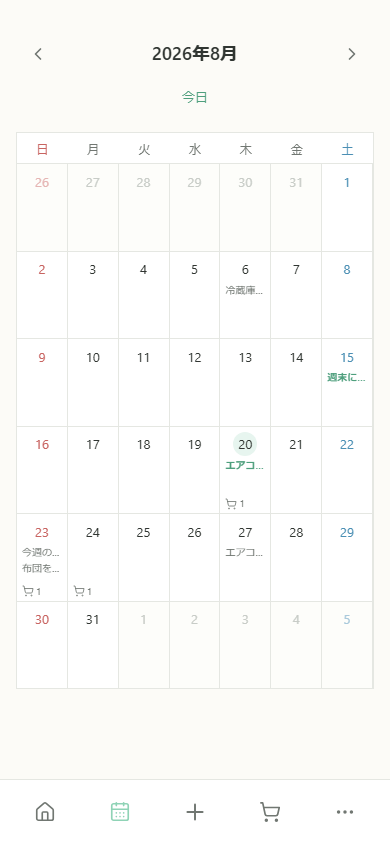 2026年8月
今日
日 月 火 水 木 金 土
26 27 28 29 30 31 1
2 3 4 5 6 7 8
冷蔵庫...
9 10 11 12 13 14 15
週末に...
16 17 18 19 20 21 22
エアコ...
1
23 24 25 26 27 28 29
今週の... エアコ...
布団を...
1 1
30 31 1 2 3 4 5